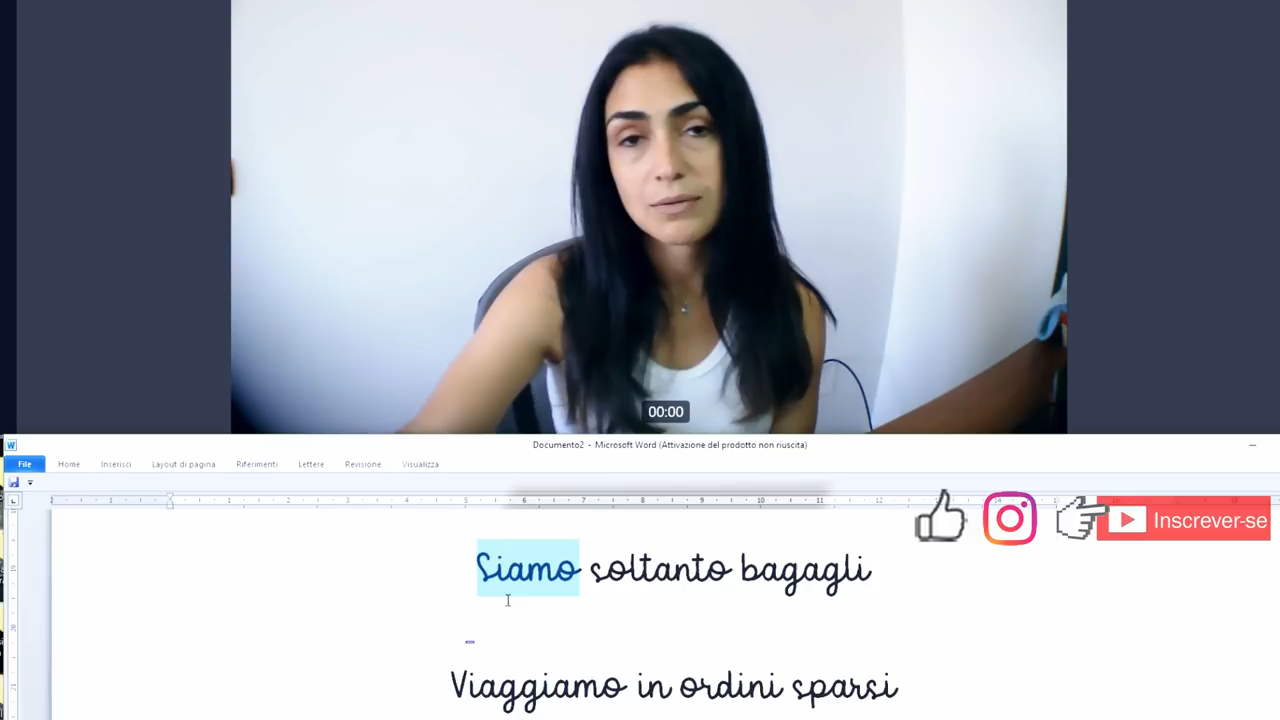 00:00
Documento2 - Microsoft Word (Attivazione del prodotto non riuscita)
File Home Inserisci Layout di pagina Riferimenti Lettere Revisione Visualizza
Inscrever-se
Siamo soltanto bagagli
Viaggiamo in ordini sparsi